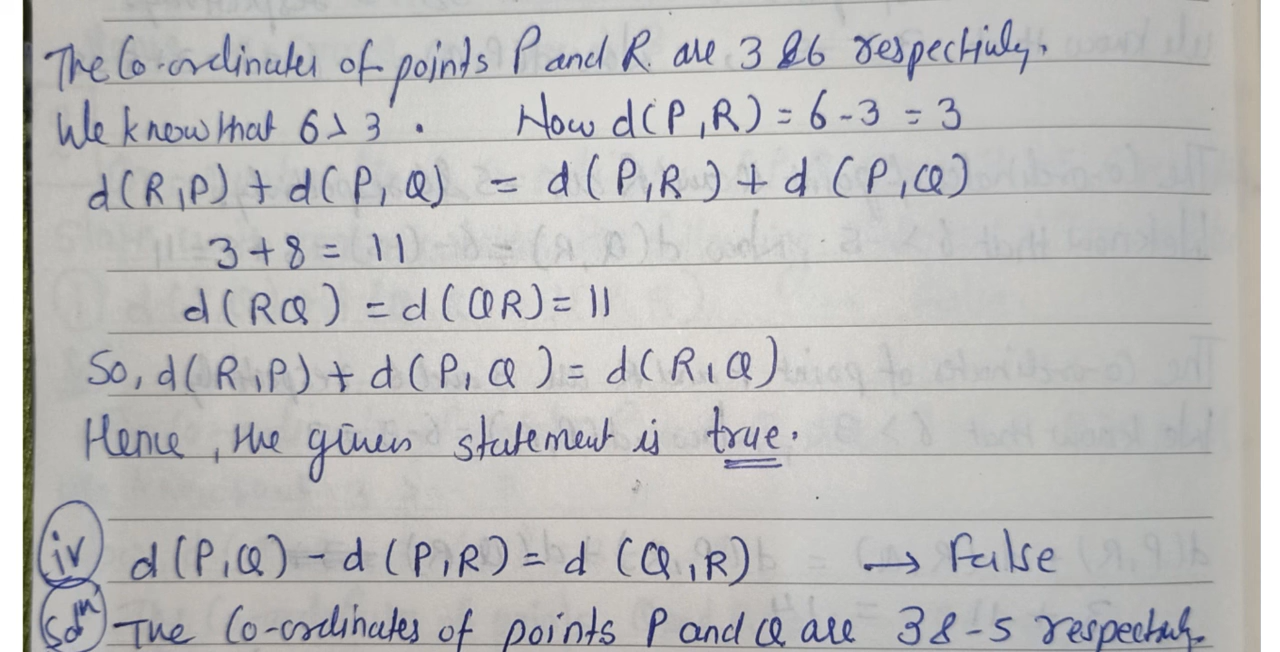 The Co-ordinates of points P and R are 3 & 6 respectively.
We know that 6 > 3. Now d(P,R) = 6-3 = 3
d(R,P) + d(P,Q) = d(P,R) + d(P,Q)
3+8 = 11
d(RQ) = d(QR) = 11
So, d(R,P) + d(P,Q) = d(R,Q)
Hence, the given statement is true.
(iv) d(P,Q) - d(P,R) = d(Q,R) → False
Solⁿ The Co-ordinates of points P and Q are 3 & -5 respectively.